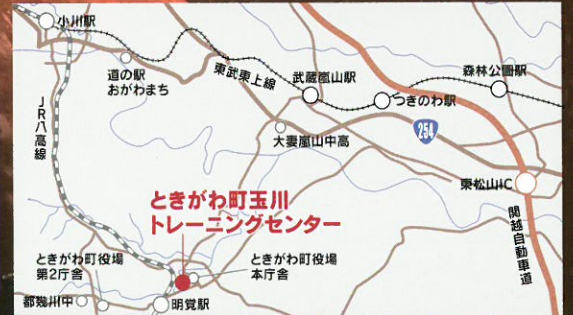 小川町駅
道の駅
おがわまち
東武東上線
武蔵嵐山駅
つきのわ駅
森林公園駅
254
大妻嵐山中高
JR八高線
東松山IC
関越自動車道
ときがわ町玉川
トレーニングセンター
ときがわ町役場
第2庁舎
ときがわ町役場
本庁舎
都幾川中
明覚駅